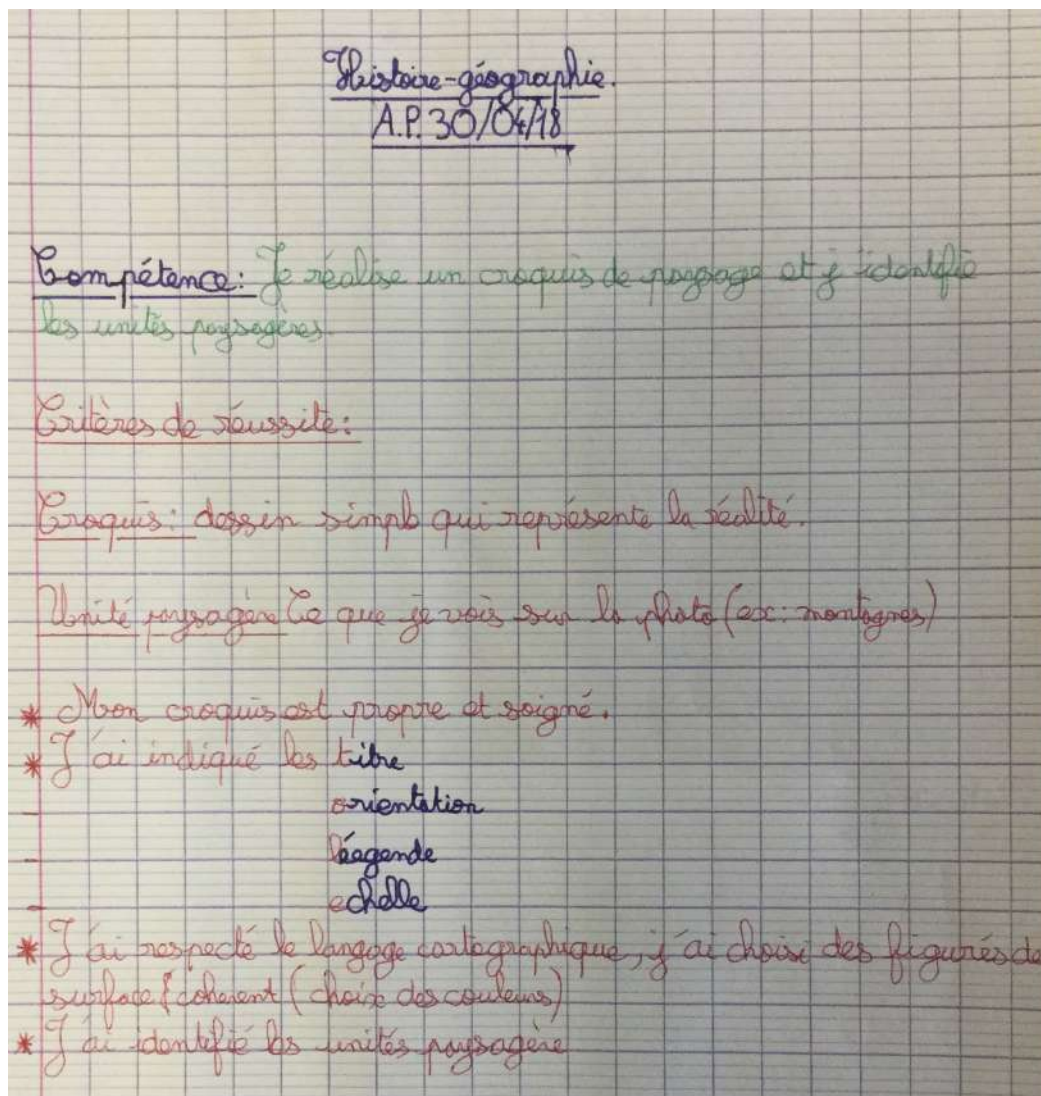 Histoire-géographie.
A.P. 30/04/18
Compétence: Je réalise un croquis de paysage et j'identifie
les unités paysagères.
Critères de réussite:
Croquis: dessin simple qui représente la réalité.
Unité paysagère Ce que je vois sur la photo (ex: montagnes)
* Mon croquis est propre et soigné.
* J'ai indiqué les titre
- orientation
- léagende
- echelle
* J'ai respecté le langage cartographique, j'ai choisi des figurés de
surface coherent (choix des couleurs)
* J'ai identifié les unités paysagère